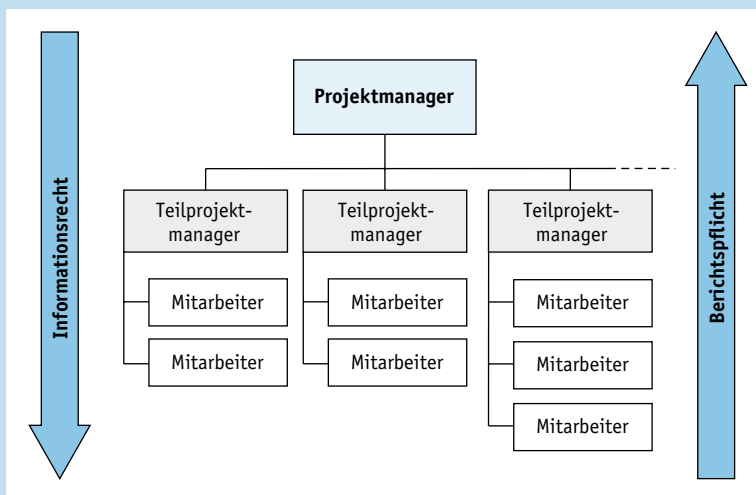 Projektmanager
Informationsrecht
Berichtspflicht
Teilprojekt-
manager
Teilprojekt-
manager
Teilprojekt-
manager
Mitarbeiter
Mitarbeiter
Mitarbeiter
Mitarbeiter
Mitarbeiter
Mitarbeiter
Mitarbeiter